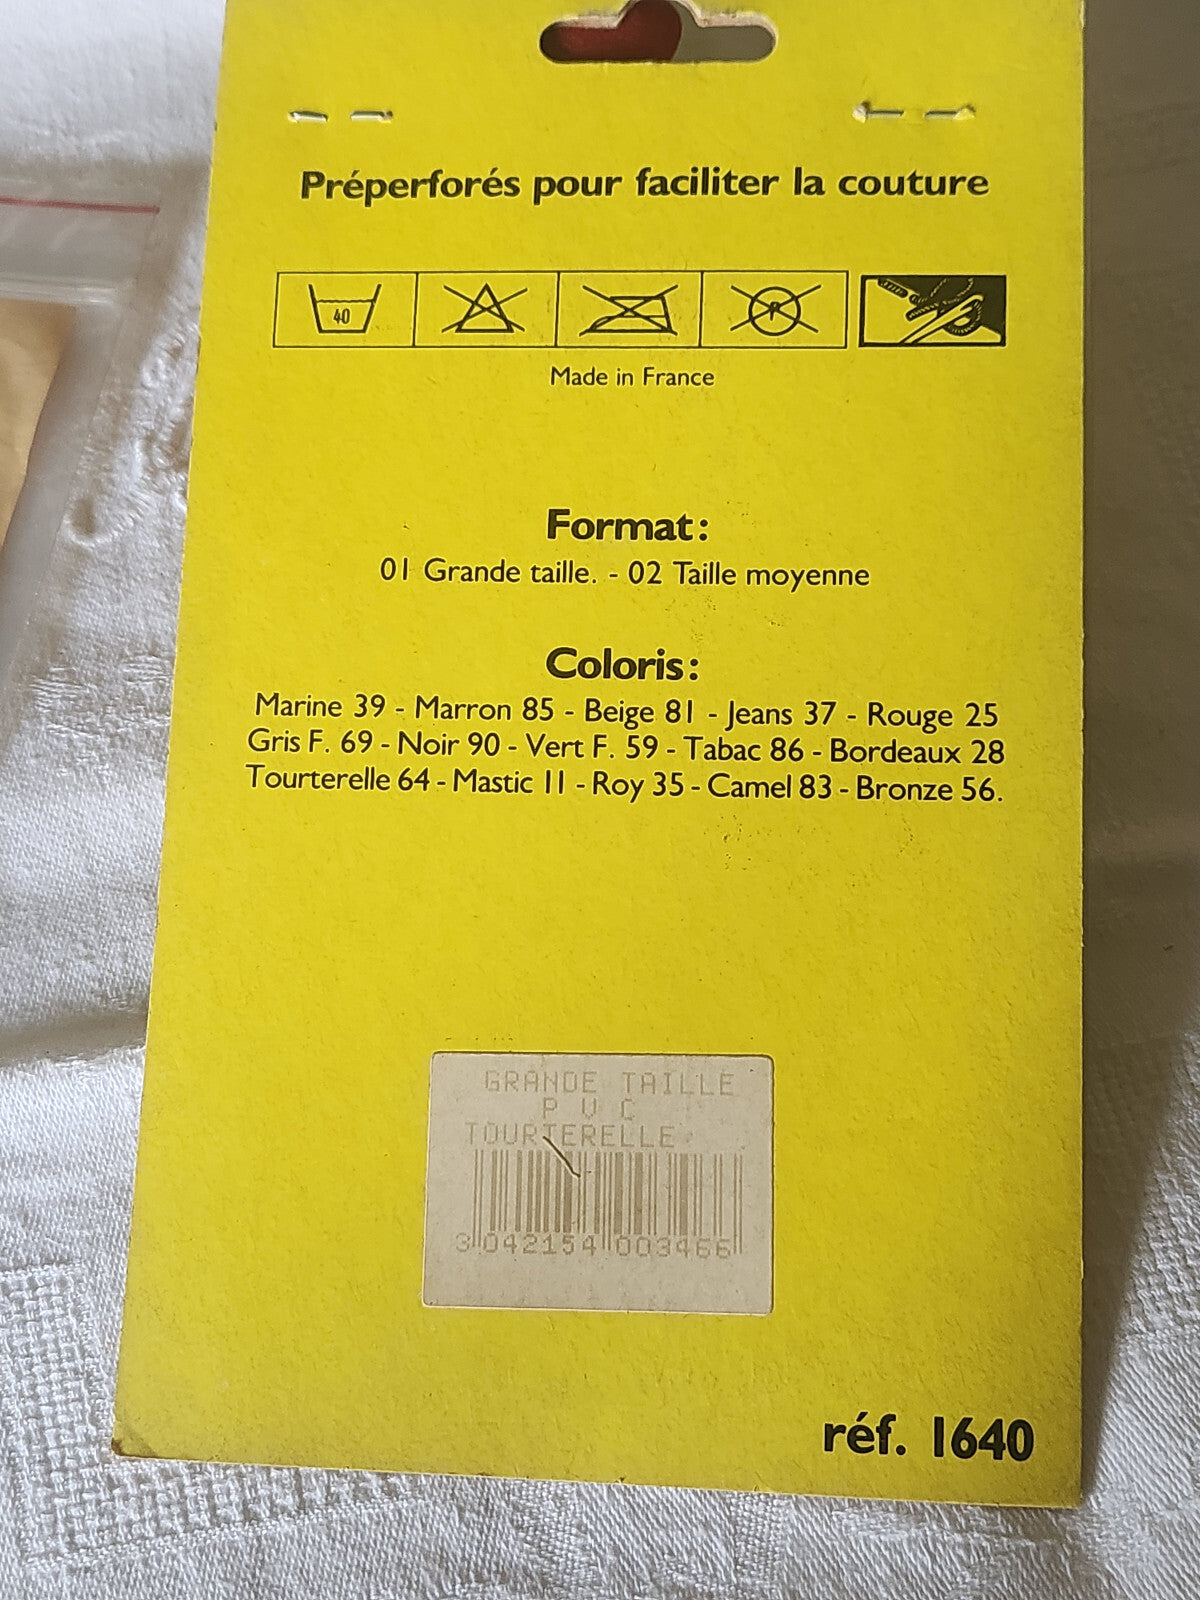 Préperforés pour faciliter la couture
40
P
Made in France
Format:
01 Grande taille. - 02 Taille moyenne
Coloris:
Marine 39 - Marron 85 - Beige 81 - Jeans 37 - Rouge 25
Gris F. 69 - Noir 90 - Vert F. 59 - Tabac 86 - Bordeaux 28
Tourterelle 64 - Mastic 11 - Roy 35 - Camel 83 - Bronze 56.
GRANDE TAILLE
P V C
TOURTERELLE
3 042154 003466
réf. 1640